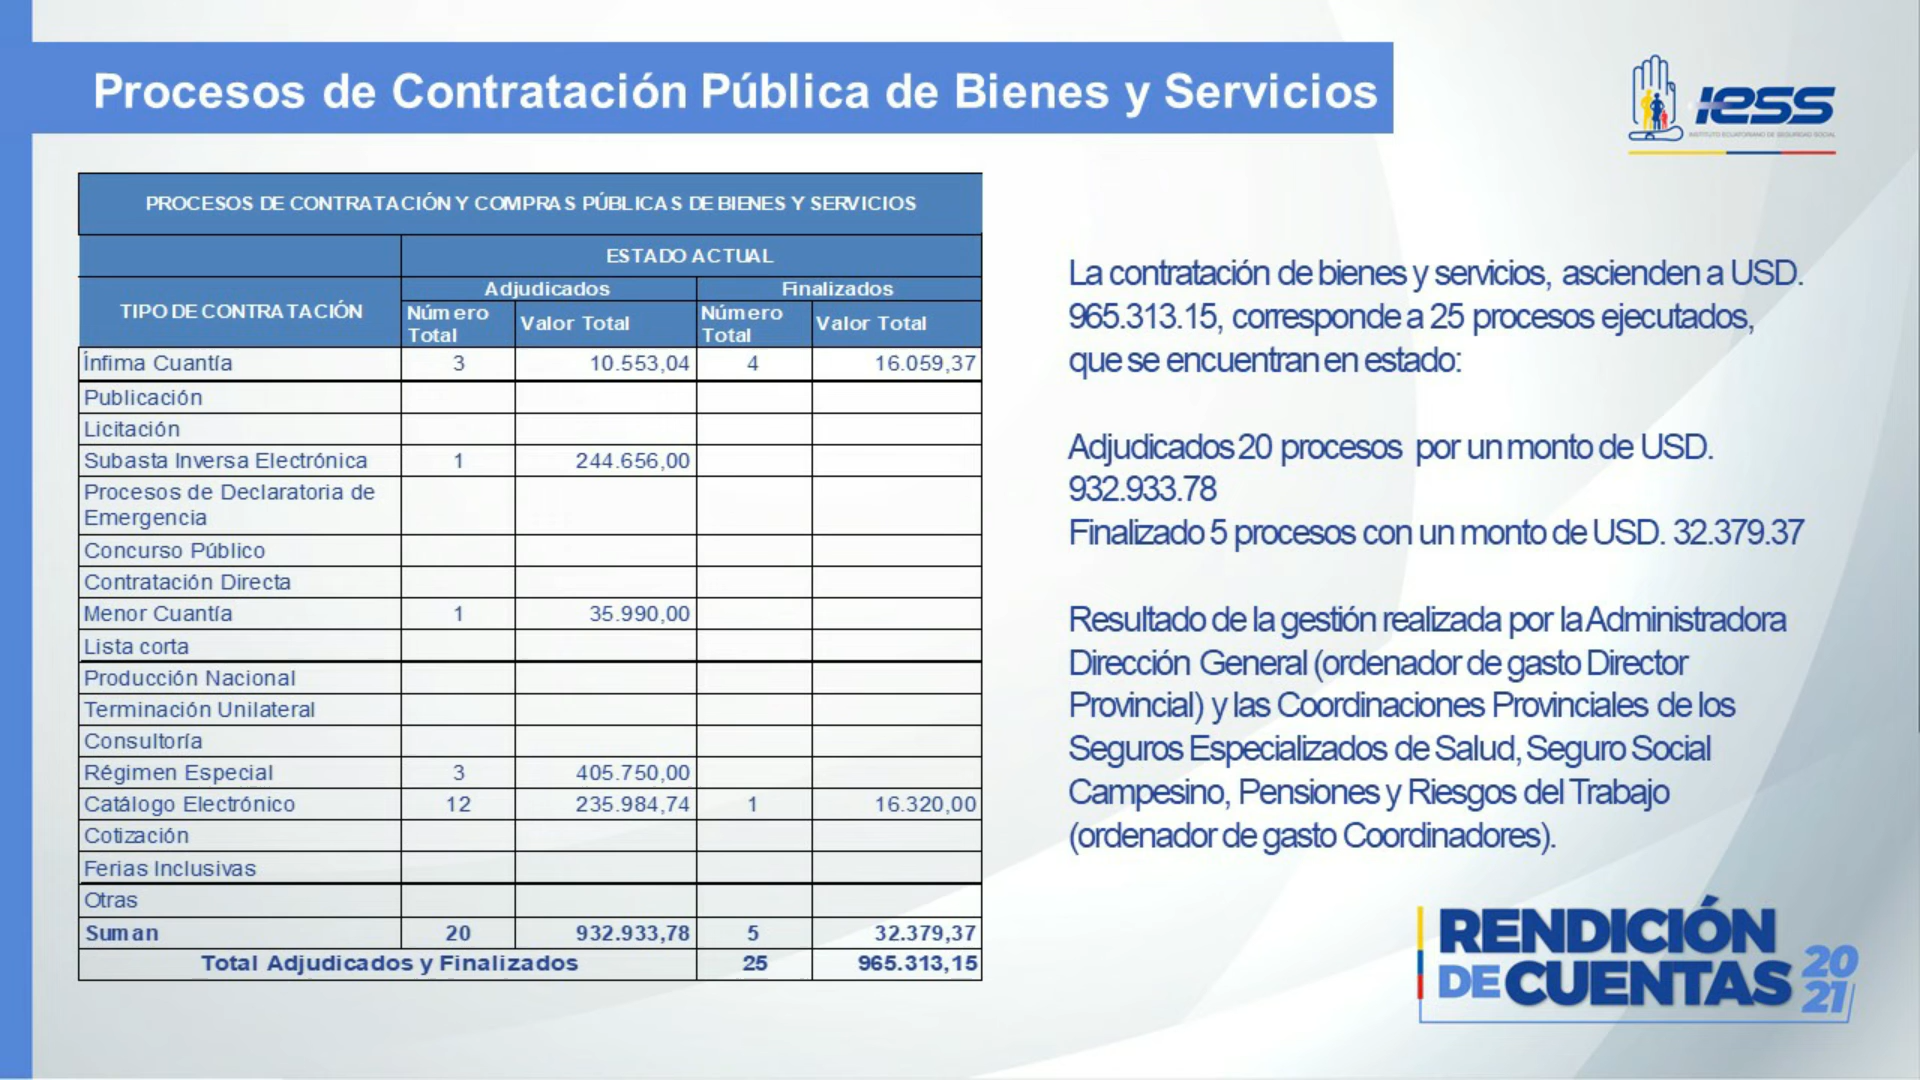 Procesos de Contratación Pública de Bienes y Servicios
IESS
INSTITUTO ECUATORIANO DE SEGURIDAD SOCIAL
PROCESOS DE CONTRATACIÓN Y COMPRAS PÚBLICAS DE BIENES Y SERVICIOS
ESTADO ACTUAL
TIPO DE CONTRATACIÓN
Adjudicados Finalizados
Número Total Valor Total Número Total Valor Total
Ínfima Cuantía 3 10.553,04 4 16.059,37
Publicación
Licitación
Subasta Inversa Electrónica 1 244.656,00
Procesos de Declaratoria de
Emergencia
Concurso Público
Contratación Directa
Menor Cuantía 1 35.990,00
Lista corta
Producción Nacional
Terminación Unilateral
Consultoría
Régimen Especial 3 405.750,00
Catálogo Electrónico 12 235.984,74 1 16.320,00
Cotización
Ferias Inclusivas
Otras
Suman 20 932.933,78 5 32.379,37
Total Adjudicados y Finalizados 25 965.313,15
La contratación de bienes y servicios, ascienden a USD.
965.313.15, corresponde a 25 procesos ejecutados,
que se encuentran en estado:
Adjudicados 20 procesos por un monto de USD.
932.933.78
Finalizado 5 procesos con un monto de USD. 32.379.37
Resultado de la gestión realizada por la Administradora
Dirección General (ordenador de gasto Director
Provincial) y las Coordinaciones Provinciales de los
Seguros Especializados de Salud, Seguro Social
Campesino, Pensiones y Riesgos del Trabajo
(ordenador de gasto Coordinadores).
RENDICIÓN
DE CUENTAS 2021